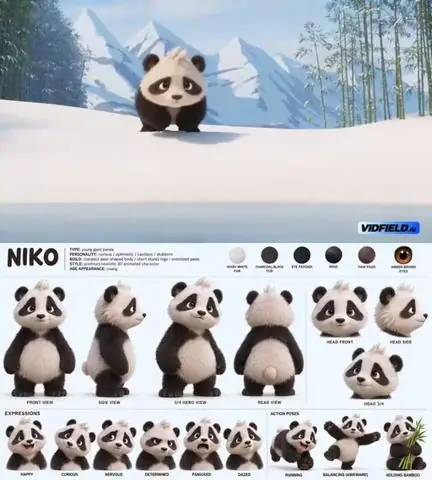 VIDFIELD.AI
NIKO
TYPE: young giant panda
PERSONALITY: curious / optimistic / cautious / stubborn
BUILD: compact pear-shaped body / short sturdy legs / oversized paws
STYLE: premium realistic 3D animated character
AGE APPEARANCE: young
IVORY WHITE FUR
CHARCOAL BLACK FUR
EYE PATCHES
NOSE
PAW PADS
AMBER BROWN EYES
FRONT VIEW
SIDE VIEW
3/4 HERO VIEW
REAR VIEW
HEAD FRONT
HEAD SIDE
HEAD 3/4
EXPRESSIONS
HAPPY
CURIOUS
NERVOUS
DETERMINED
PANICKED
DAZED
ACTION POSES
RUNNING
BALANCING (AWKWARD)
HOLDING BAMBOO